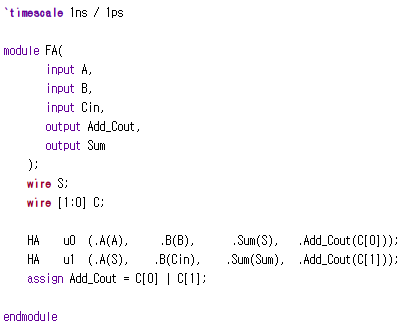 `timescale 1ns / 1ps
module FA(
input A,
input B,
input Cin,
output Add_Cout,
output Sum
);
wire S;
wire [1:0] C;
HA u0 (.A(A), .B(B), .Sum(S), .Add_Cout(C[0]));
HA u1 (.A(S), .B(Cin), .Sum(Sum), .Add_Cout(C[1]));
assign Add_Cout = C[0] | C[1];
endmodule